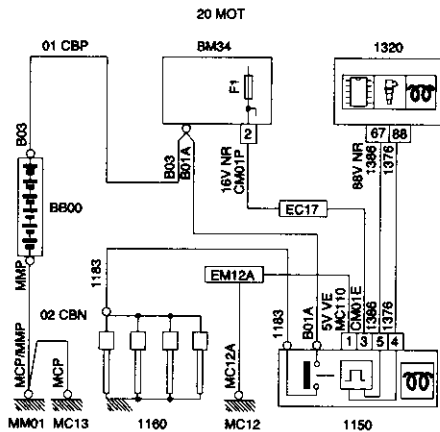 20 MOT
01 CBP
BM34
1320
F1
2
67 88
B03
B03
B01A
16V NR
CM01P
88V NR
1386
1376
BB00
EC17
MMP
1183
EM12A
02 CBN
1183
B01A
5V VE
MC110
CM01E
1386
1376
MCP/MMP
MCP
MC12A
1 3 5 4
MM01 MC13 1160 MC12 1150